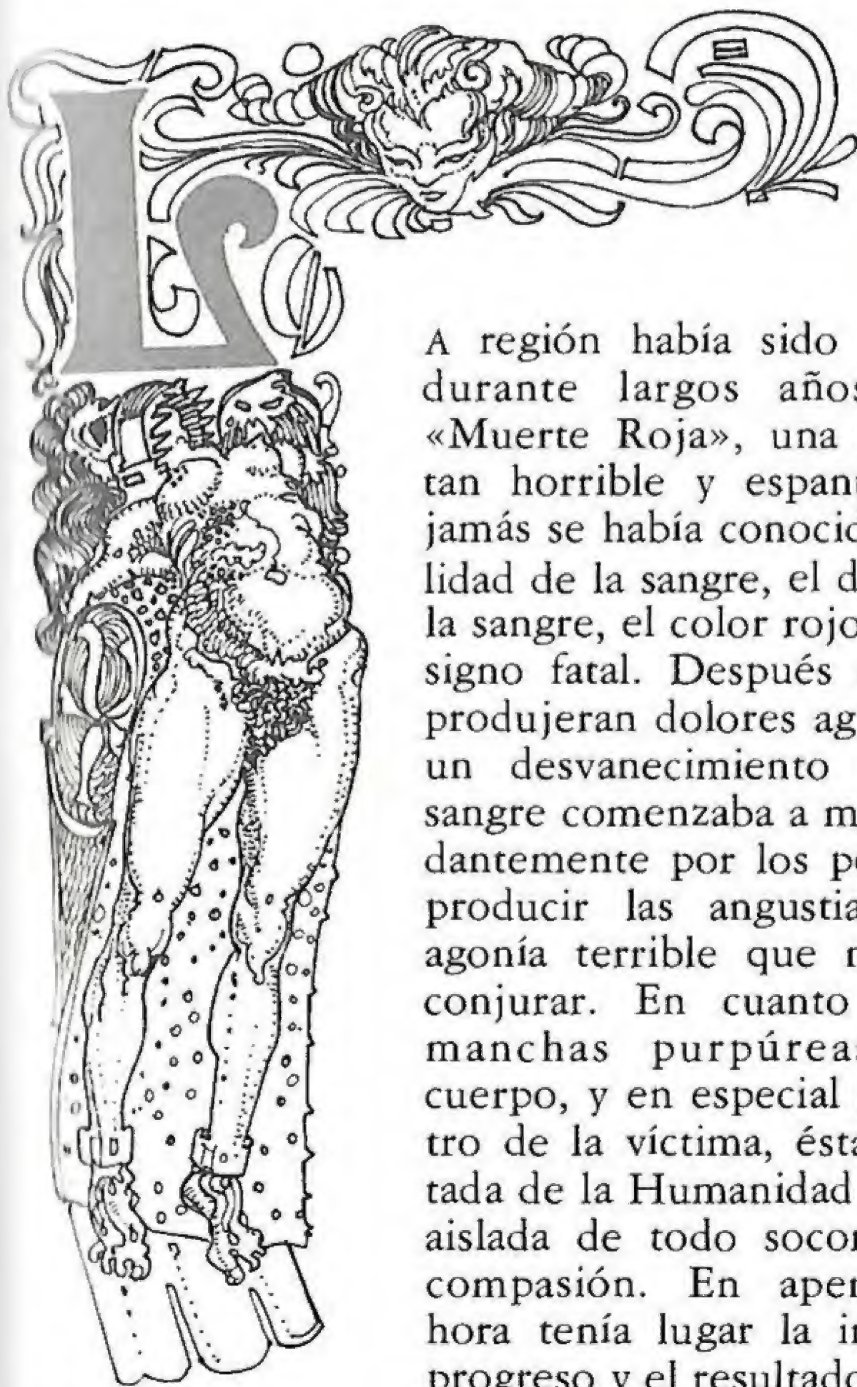 LA región había sido
durante largos años
«Muerte Roja», una
tan horrible y espan
jamás se había conocid
lidad de la sangre, el d
la sangre, el color rojo
signo fatal. Después
produjeran dolores ag
un desvanecimiento
sangre comenzaba a m
dantemente por los p
producir las angustia
agonía terrible que
conjurar. En cuanto
manchas purpúreas
cuerpo, y en especial
tro de la víctima, ésta
tada de la Humanidad
aislada de todo socor
compasión. En aper
hora tenía lugar la i
progreso y el resultado